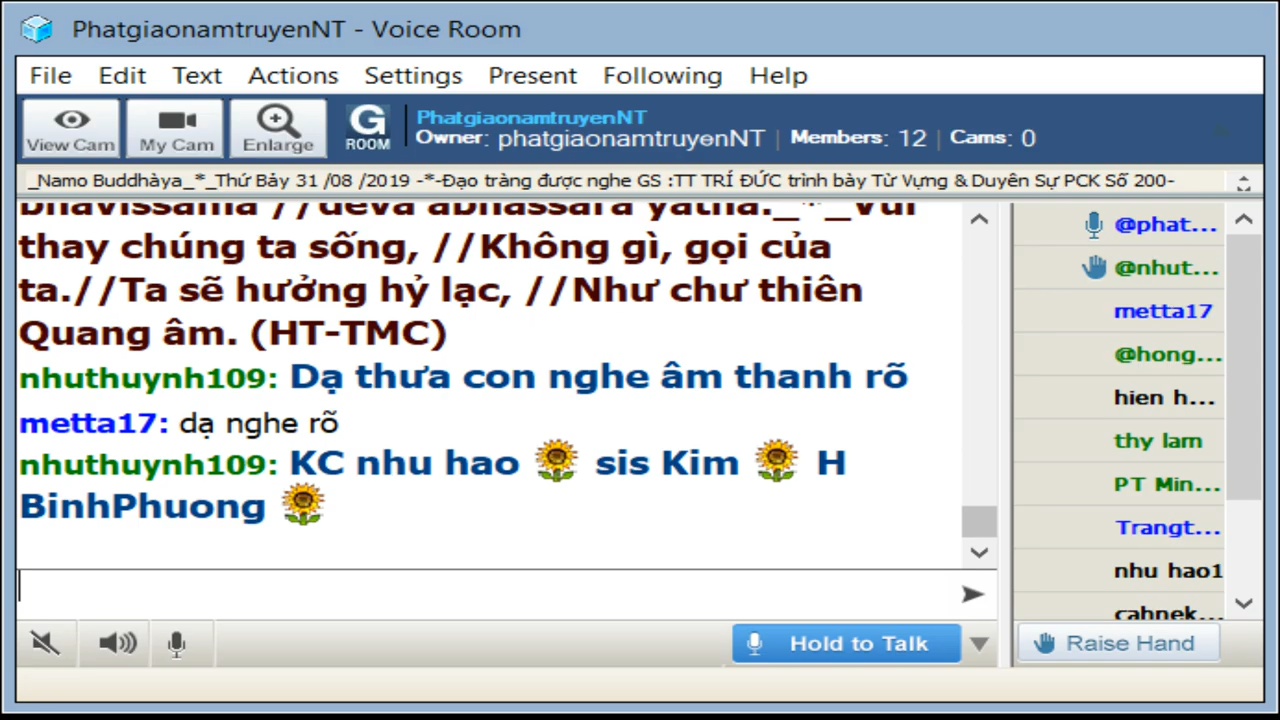 PhatgiaonamtruyenNT - Voice Room
File Edit Text Actions Settings Present Following Help
View Cam My Cam Enlarge G ROOM
PhatgiaonamtruyenNT
Owner: phatgiaonamtruyenNT | Members: 12 | Cams: 0
_Namo Buddhàya_*_Thứ Bảy 31 /08 /2019 -*-Đạo tràng được nghe GS :TT TRÍ ĐỨC trình bày Từ Vựng & Duyên Sự PCK Số 200-
thay chúng ta sống, //Không gì, gọi của
ta.//Ta sẽ hưởng hỷ lạc, //Như chư thiên
Quang âm. (HT-TMC)
nhuthuynh109: Dạ thưa con nghe âm thanh rõ
metta17: dạ nghe rõ
nhuthuynh109: KC nhu hao sis Kim H
BinhPhuong
@phat...
@nhut...
metta17
@hong...
hien h...
thy lam
PT Min...
Trangt...
nhu hao1
cahnek...
Hold to Talk
Raise Hand